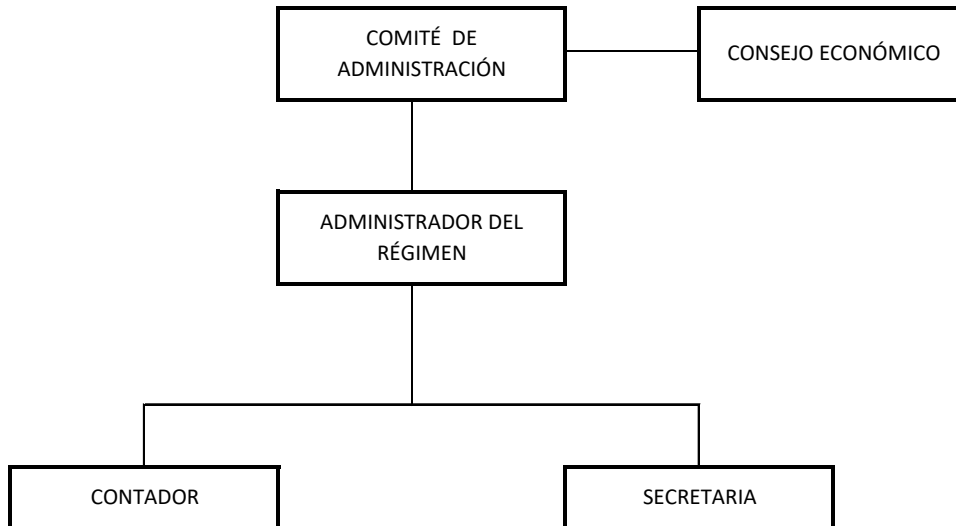 COMITÉ DE
ADMINISTRACIÓN
CONSEJO ECONÓMICO
ADMINISTRADOR DEL
RÉGIMEN
CONTADOR
SECRETARIA